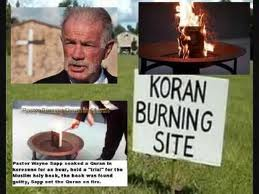 KORAN
BURNING
SITE
Pastor Wayne Sapp soaked a Quran in
kerosene for an hour, held a "trial" for the
Muslim holy book, the book was found
guilty, Sapp set the Quran on fire.